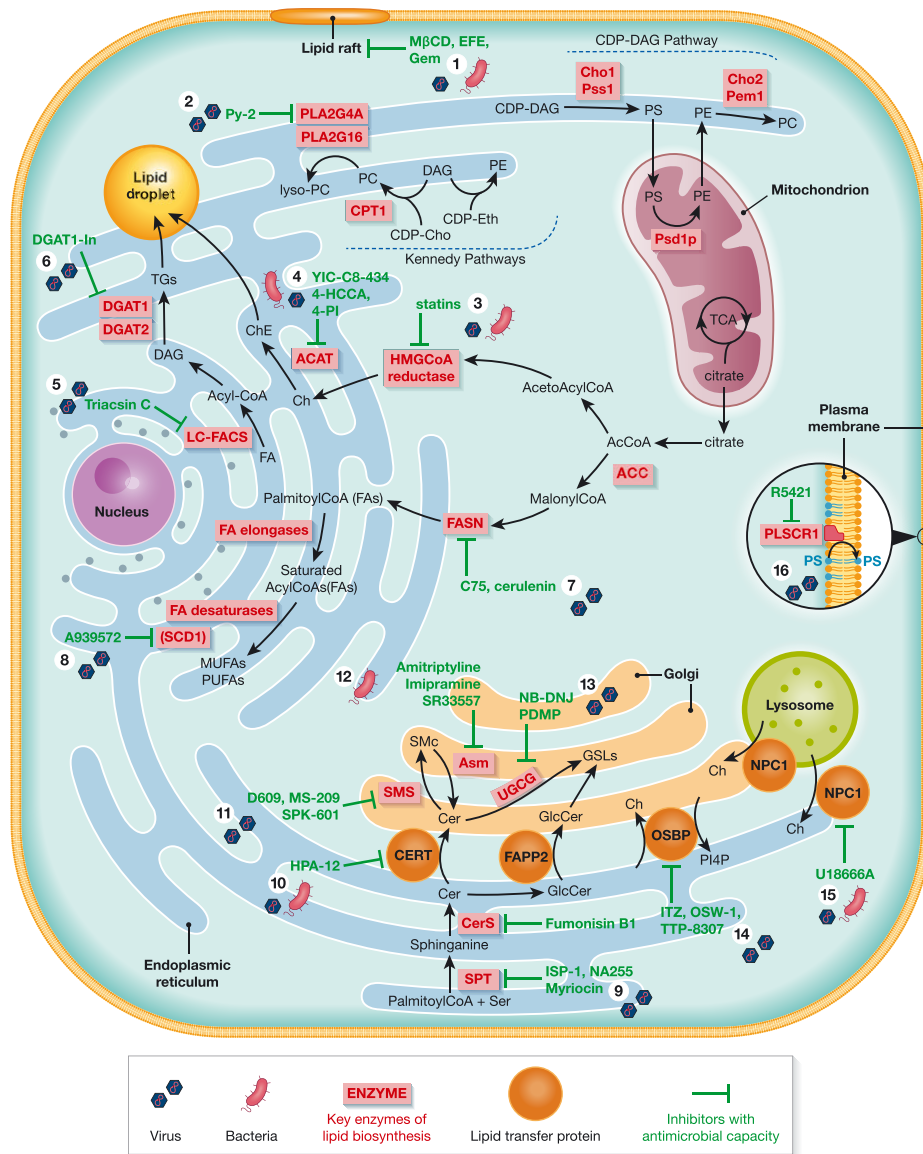 Lipid raft
MβCD, EFE,
Gem
1
CDP-DAG Pathway
Cho1
Pss1
Cho2
Pem1
CDP-DAG
PS
PE
PC
2
Py-2
PLA2G4A
PLA2G16
lyso-PC
PC
DAG
PE
CPT1
CDP-Eth
CDP-Cho
Kennedy Pathways
Lipid
droplet
PS
PE
Psd1p
Mitochondrion
TCA
citrate
DGAT1-In
6
TGs
DGAT1
DGAT2
DAG
4
YIC-C8-434
4-HCCA,
4-PI
ChE
ACAT
Ch
statins
3
HMGCoA
reductase
AcetoAcylCoA
AcCoA
citrate
ACC
MalonylCoA
5
Triacsin C
Acyl-CoA
LC-FACS
FA
Nucleus
PalmitoylCoA (FAs)
FASN
FA elongases
Saturated
AcylCoAs(FAs)
C75, cerulenin
7
FA desaturases
(SCD1)
A939572
8
MUFAs
PUFAs
Plasma
membrane
R5421
PLSCR1
PS
PS
16
12
Amitriptyline
Imipramine
SR33557
NB-DNJ
PDMP
13
Golgi
Lysosome
SMc
Asm
UGCG
GSLs
NPC1
Ch
NPC1
D609, MS-209
SPK-601
SMS
Cer
GlcCer
Ch
OSBP
Ch
11
HPA-12
CERT
FAPP2
PI4P
10
Cer
GlcCer
U18666A
15
CerS
Fumonisin B1
ITZ, OSW-1,
TTP-8307
14
Sphinganine
SPT
ISP-1, NA255
Myriocin
9
PalmitoylCoA + Ser
Endoplasmic
reticulum
Virus
Bacteria
ENZYME
Key enzymes of
lipid biosynthesis
Lipid transfer protein
Inhibitors with
antimicrobial capacity